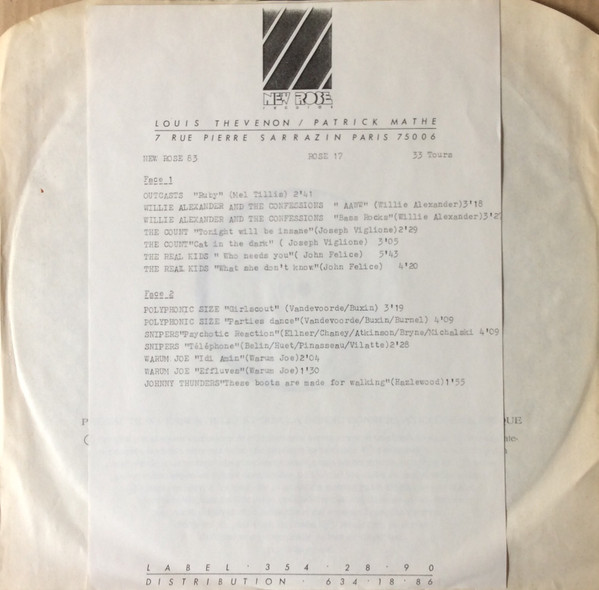 NEW ROSE
RECORDS
LOUIS THEVENON / PATRICK MATHE
7 RUE PIERRE SARRAZIN PARIS 75006
NEW ROSE 83 ROSE 17 33 Tours
Face 1
OUTCASTS "Ruby" (Mel Tillis) 2'41
WILLIE ALEXANDER AND THE CONFESSIONS " AAWW" (Willie Alexander)3'18
WILLIE ALEXANDER AND THE CONFESSIONS "Bass Rocks"(Willie Alexander)
THE COUNT "Tonight will be insane"(Joseph Viglione)2'29
THE COUNT"Cat in the dark" ( Joseph Viglione) 3'05
THE REAL KIDS " Who needs you"( John Felice) 5'43
THE REAL KIDS "What she don't know"(John Felice) 4'20
Face 2
POLYPHONIC SIZE "Girlscout" (Vandevoorde/Buxin) 3'19
POLYPHONIC SIZE "Parties dance"(Vandevoorde/Buxin/Burnel) 4'09
SNIPERS"Psychotic Reaction"(Ellner/Chaney/Atkinson/Bryne/Michalski 4'09
SNIPERS "Téléphone"(Belin/Huet/Pinasseau/Vilatte)2'28
WARUM JOE "Idi Amin"(Warum Joe)2'04
WARUM JOE "Effluves"(Warum Joe)1'30
JOHNNY THUNDERS"These boots are made for walking"(Hazlewood)1'55
LABEL · 354 · 28 · 90
DISTRIBUTION · 634 · 18 · 86